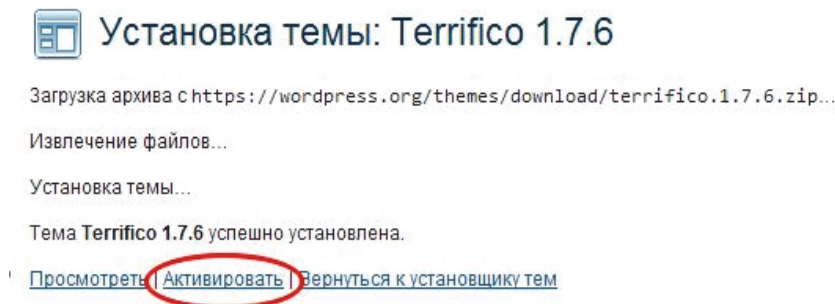 Установка темы: Terrifico 1.7.6
Загрузка архива с https://wordpress.org/themes/download/terrifico.1.7.6.zip…
Извлечение файлов…
Установка темы…
Тема Terrifico 1.7.6 успешно установлена.
Просмотреть | Активировать | Вернуться к установщику тем